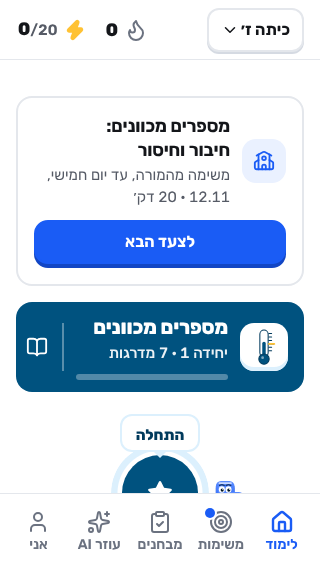 כיתה ז׳
0
0/20
מספרים מכוונים:
חיבור וחיסור
משימה מהמורה, עד יום חמישי,
12.11 • 20 דק׳
לצעד הבא
מספרים מכוונים
יחידה 1 • 7 מדרגות
התחלה
לימוד
משימות
מבחנים
עוזר AI
אני